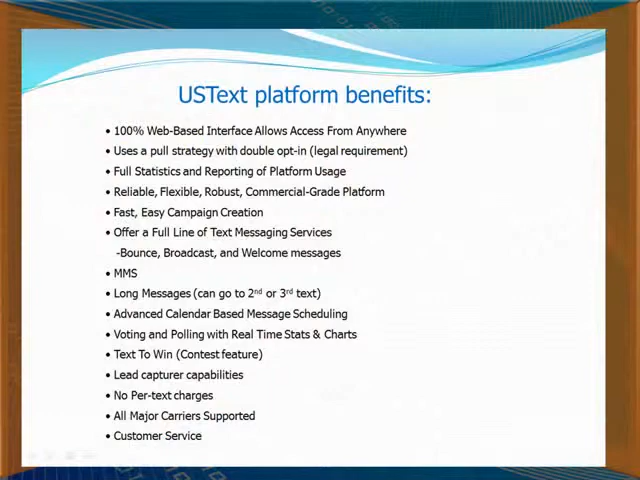 USText platform benefits:
• 100% Web-Based Interface Allows Access From Anywhere
• Uses a pull strategy with double opt-in (legal requirement)
• Full Statistics and Reporting of Platform Usage
• Reliable, Flexible, Robust, Commercial-Grade Platform
• Fast, Easy Campaign Creation
• Offer a Full Line of Text Messaging Services
-Bounce, Broadcast, and Welcome messages
• MMS
• Long Messages (can go to 2nd or 3rd text)
• Advanced Calendar Based Message Scheduling
• Voting and Polling with Real Time Stats & Charts
• Text To Win (Contest feature)
• Lead capturer capabilities
• No Per-text charges
• All Major Carriers Supported
• Customer Service